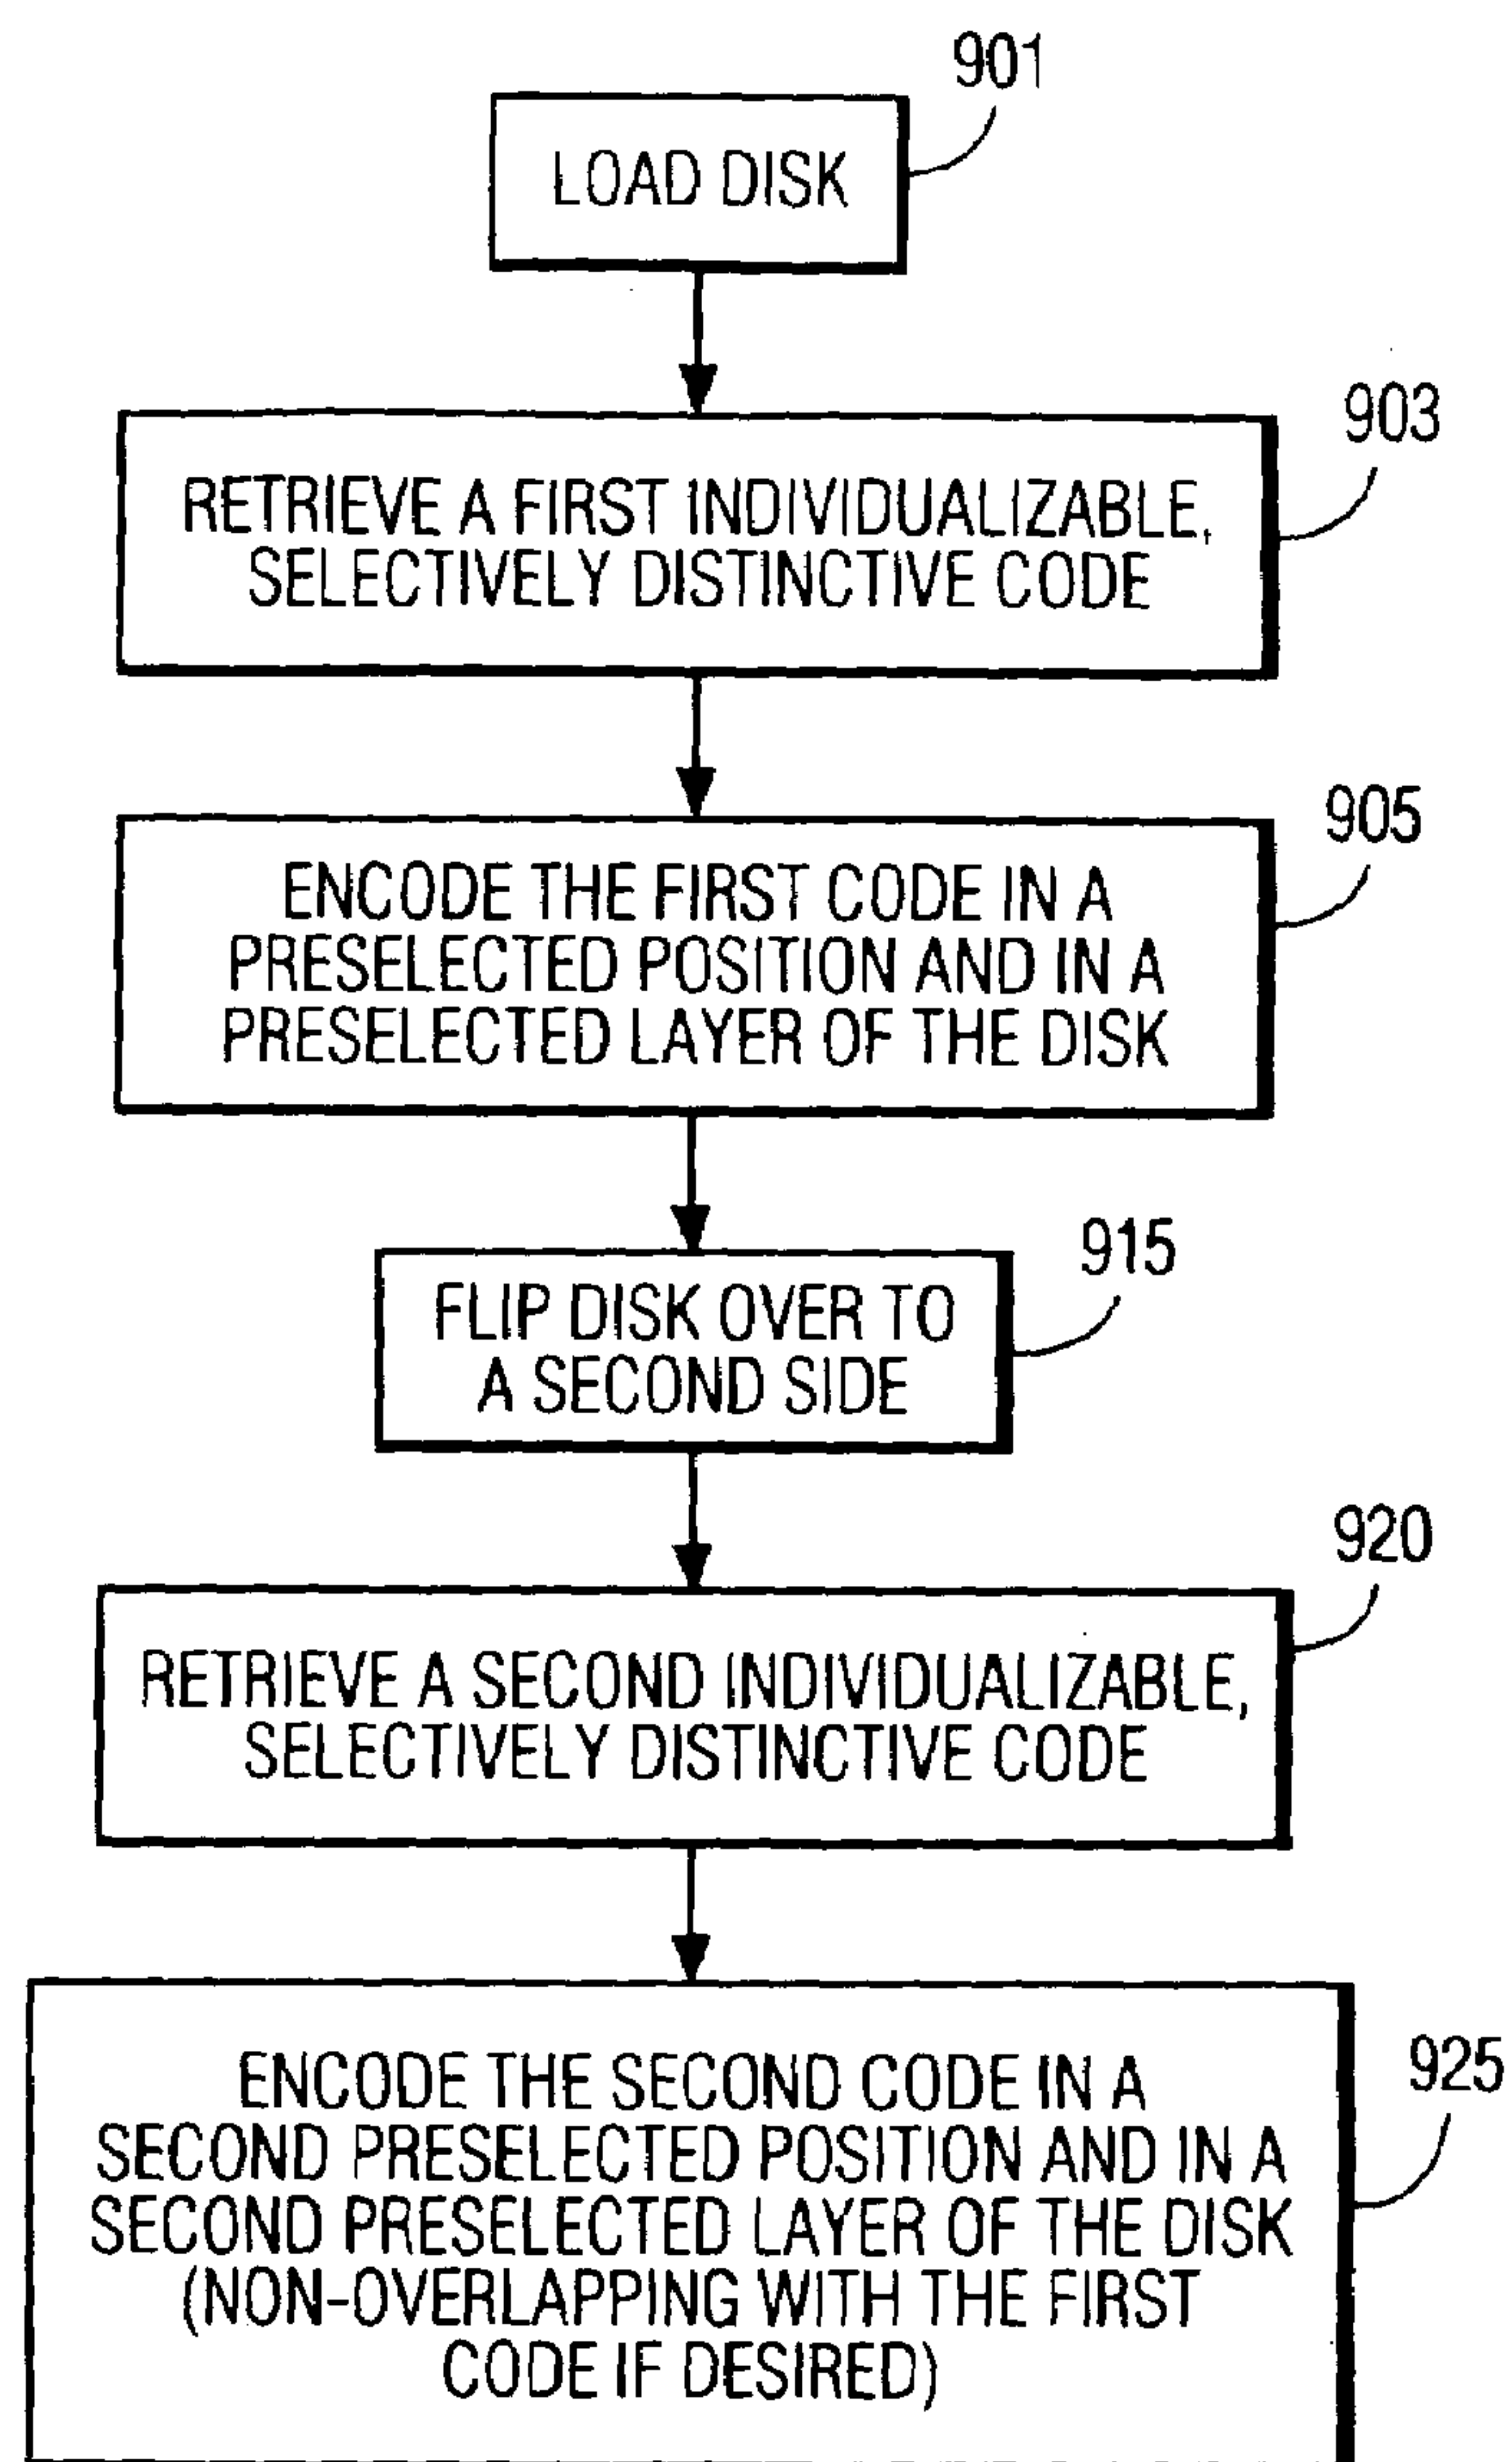 901
LOAD DISK
903
RETRIEVE A FIRST INDIVIDUALIZABLE,
SELECTIVELY DISTINCTIVE CODE
905
ENCODE THE FIRST CODE IN A
PRESELECTED POSITION AND IN A
PRESELECTED LAYER OF THE DISK
915
FLIP DISK OVER TO
A SECOND SIDE
920
RETRIEVE A SECOND INDIVIDUALIZABLE,
SELECTIVELY DISTINCTIVE CODE
925
ENCODE THE SECOND CODE IN A
SECOND PRESELECTED POSITION AND IN A
SECOND PRESELECTED LAYER OF THE DISK
(NON-OVERLAPPING WITH THE FIRST
CODE IF DESIRED)